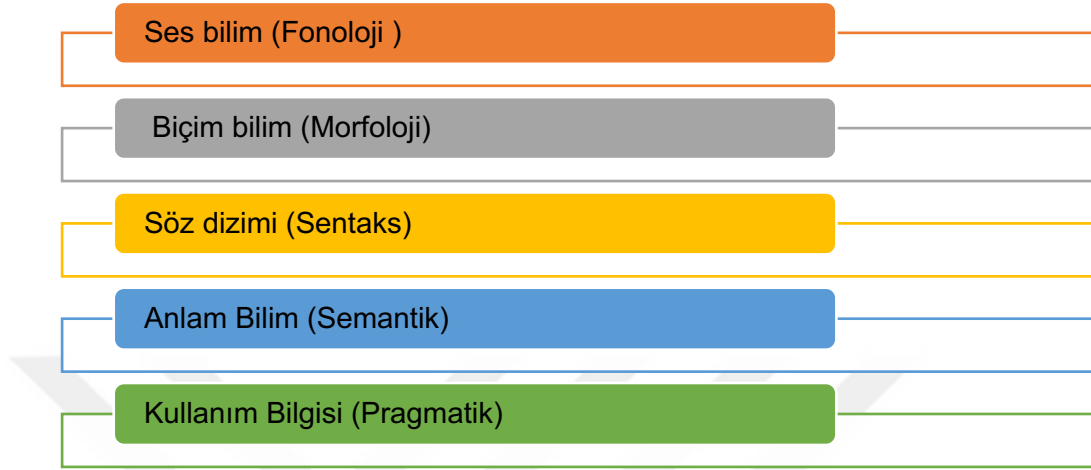 Ses bilim (Fonoloji )
Biçim bilim (Morfoloji)
Söz dizimi (Sentaks)
Anlam Bilim (Semantik)
Kullanım Bilgisi (Pragmatik)